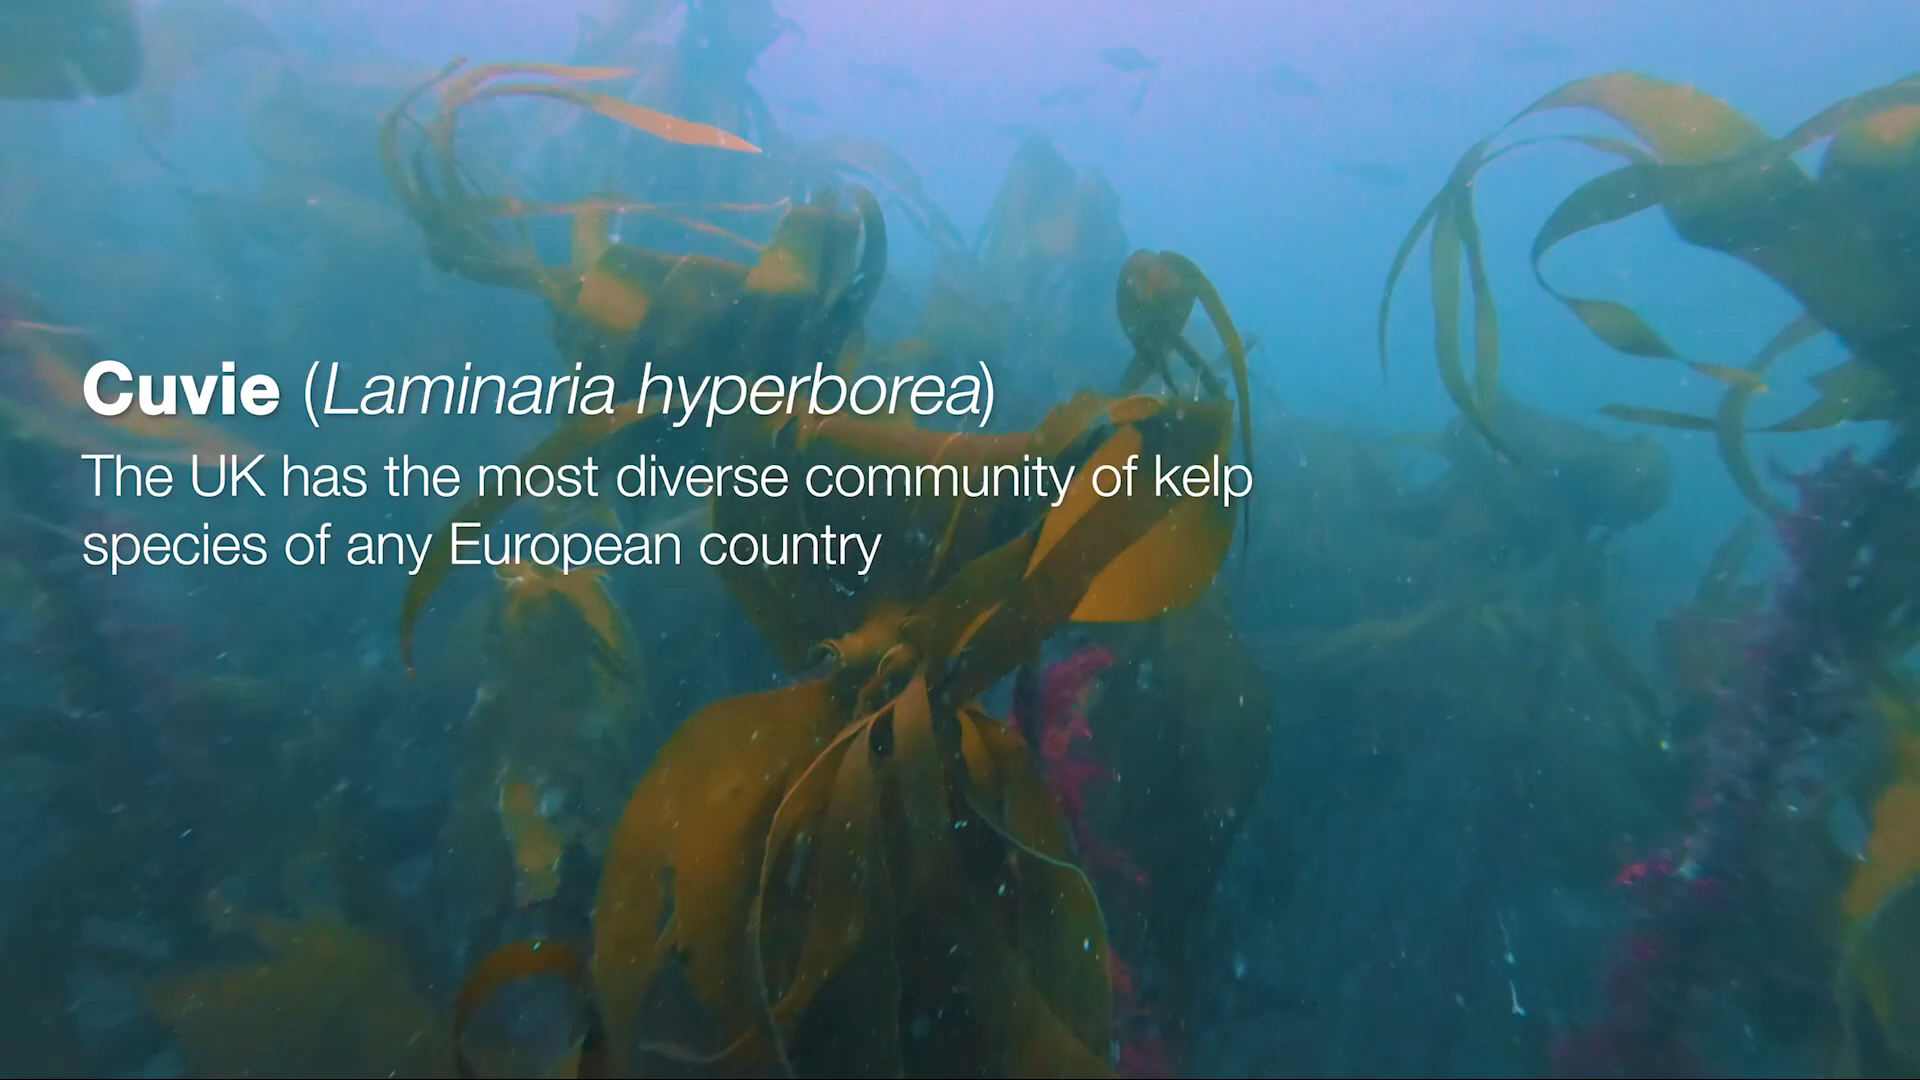 Cuvie (Laminaria hyperborea)
The UK has the most diverse community of kelp
species of any European country